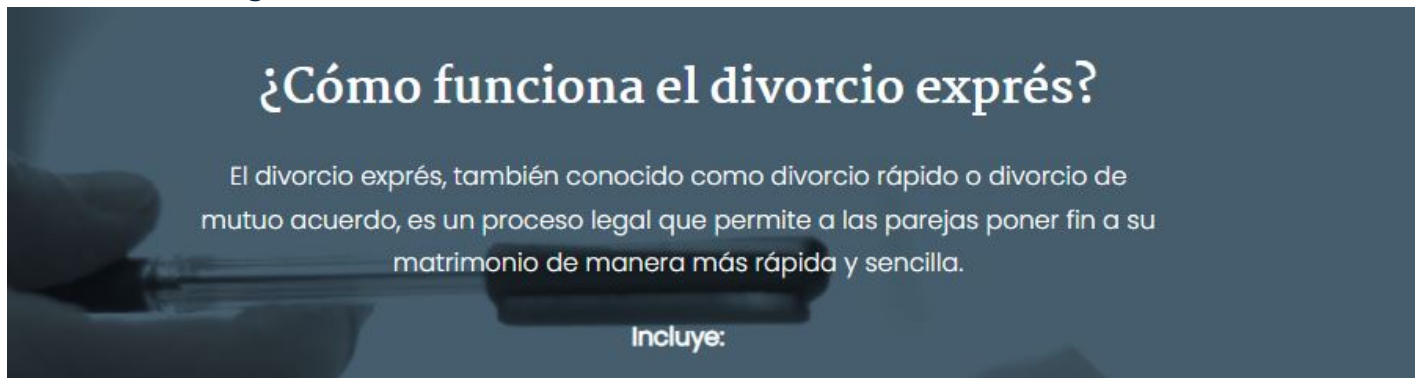 ¿Cómo funciona el divorcio exprés?
El divorcio exprés, también conocido como divorcio rápido o divorcio de
mutuo acuerdo, es un proceso legal que permite a las parejas poner fin a su
matrimonio de manera más rápida y sencilla.
Incluye: